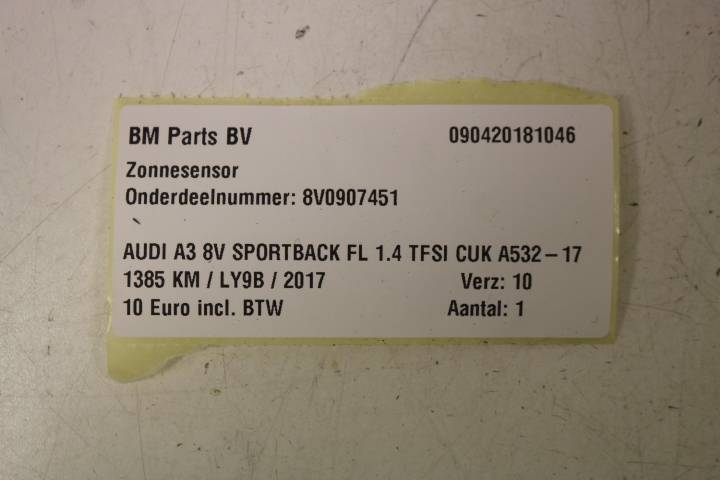 BM Parts BV 090420181046
Zonnesensor
Onderdeelnummer: 8V0907451
AUDI A3 8V SPORTBACK FL 1.4 TFSI CUK A532-17
1385 KM / LY9B / 2017 Verz: 10
10 Euro incl. BTW Aantal: 1